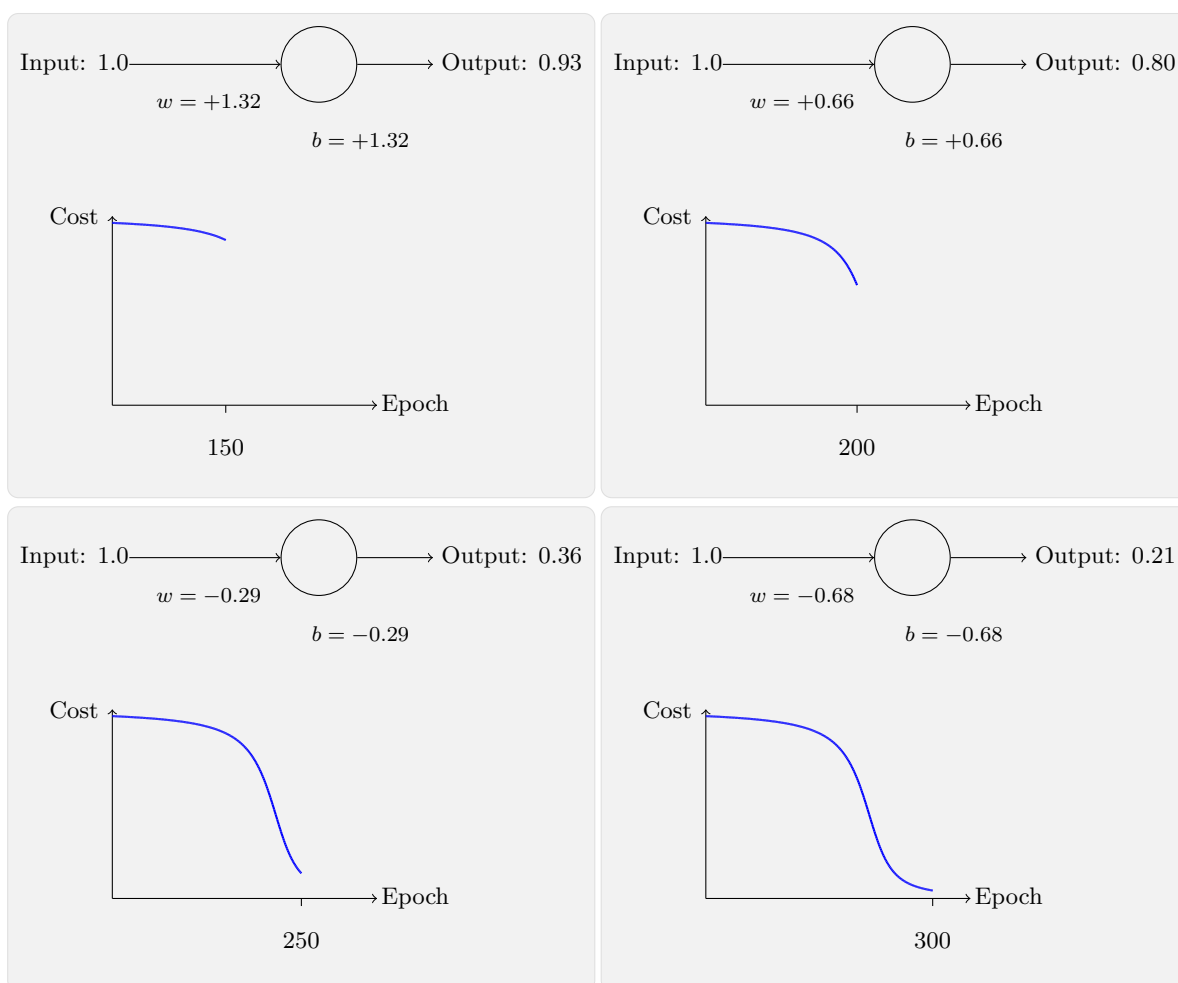 Input: 1.0
Output: 0.93
w = +1.32
b = +1.32
Cost
Epoch
150
Input: 1.0
Output: 0.80
w = +0.66
b = +0.66
Cost
Epoch
200
Input: 1.0
Output: 0.36
w = −0.29
b = −0.29
Cost
Epoch
250
Input: 1.0
Output: 0.21
w = −0.68
b = −0.68
Cost
Epoch
300